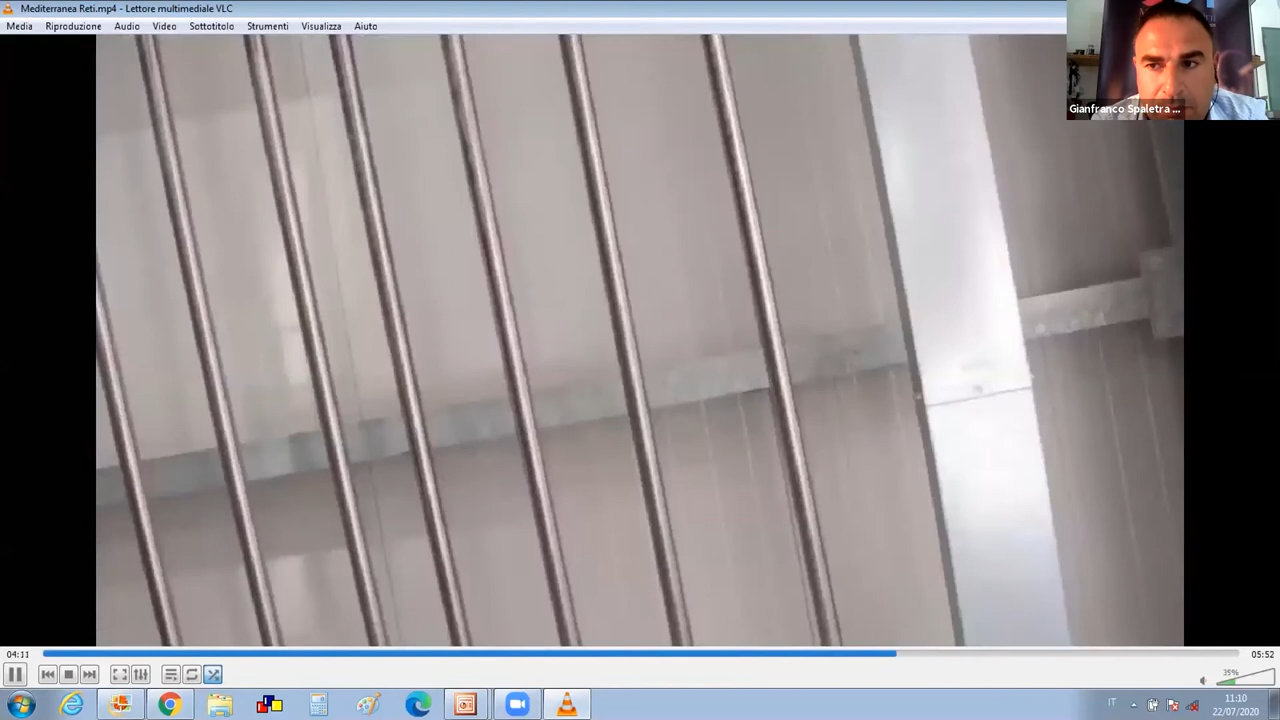 Mediterranea Reti.mp4 - Lettore multimediale VLC
Media Riproduzione Audio Video Sottotitolo Strumenti Visualizza Aiuto
Gianfranco Spaletra ...
04:11 05:52
35%
IT 11:10
22/07/2020